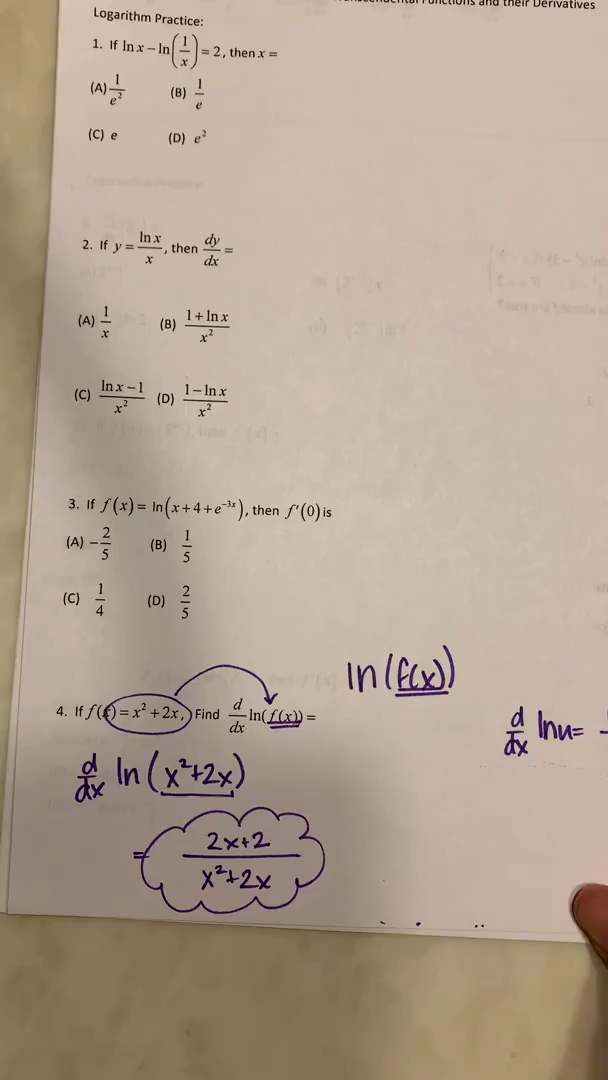 and their Derivatives
Logarithm Practice:
1. If ln x − ln(1/x) = 2, then x =
(A) 1/e² (B) 1/e
(C) e (D) e²
2. If y = ln x/x, then dy/dx =
(A) 1/x (B) 1+ln x/x²
(C) ln x−1/x² (D) 1−ln x/x²
3. If f(x) = ln(x+4+e⁻³ˣ), then f′(0) is
(A) −2/5 (B) 1/5
(C) 1/4 (D) 2/5
ln(f(x))
4. If f(x) = x² + 2x, Find d/dx ln(f(x)) =
d/dx ln u =
d/dx ln (x²+2x)
= 2x+2/x²+2x